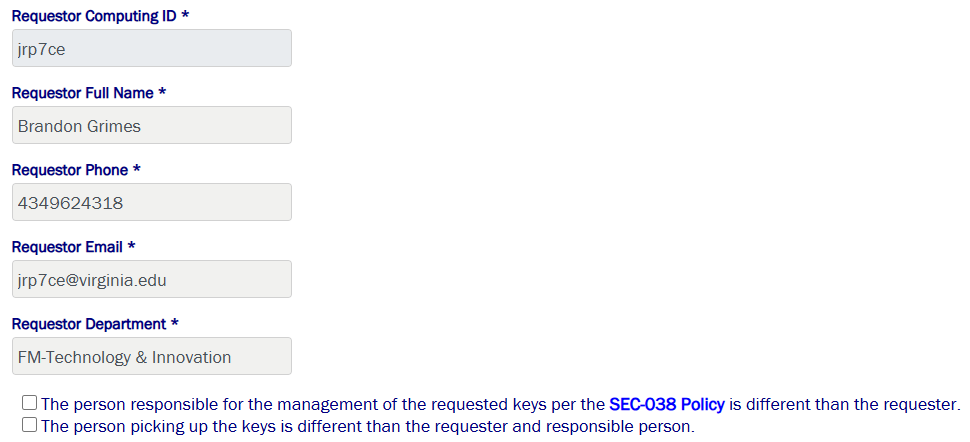 Requestor Computing ID *
jrp7ce
Requestor Full Name *
Brandon Grimes
Requestor Phone *
4349624318
Requestor Email *
jrp7ce@virginia.edu
Requestor Department *
FM-Technology & Innovation
The person responsible for the management of the requested keys per the SEC-038 Policy is different than the requester.
The person picking up the keys is different than the requester and responsible person.